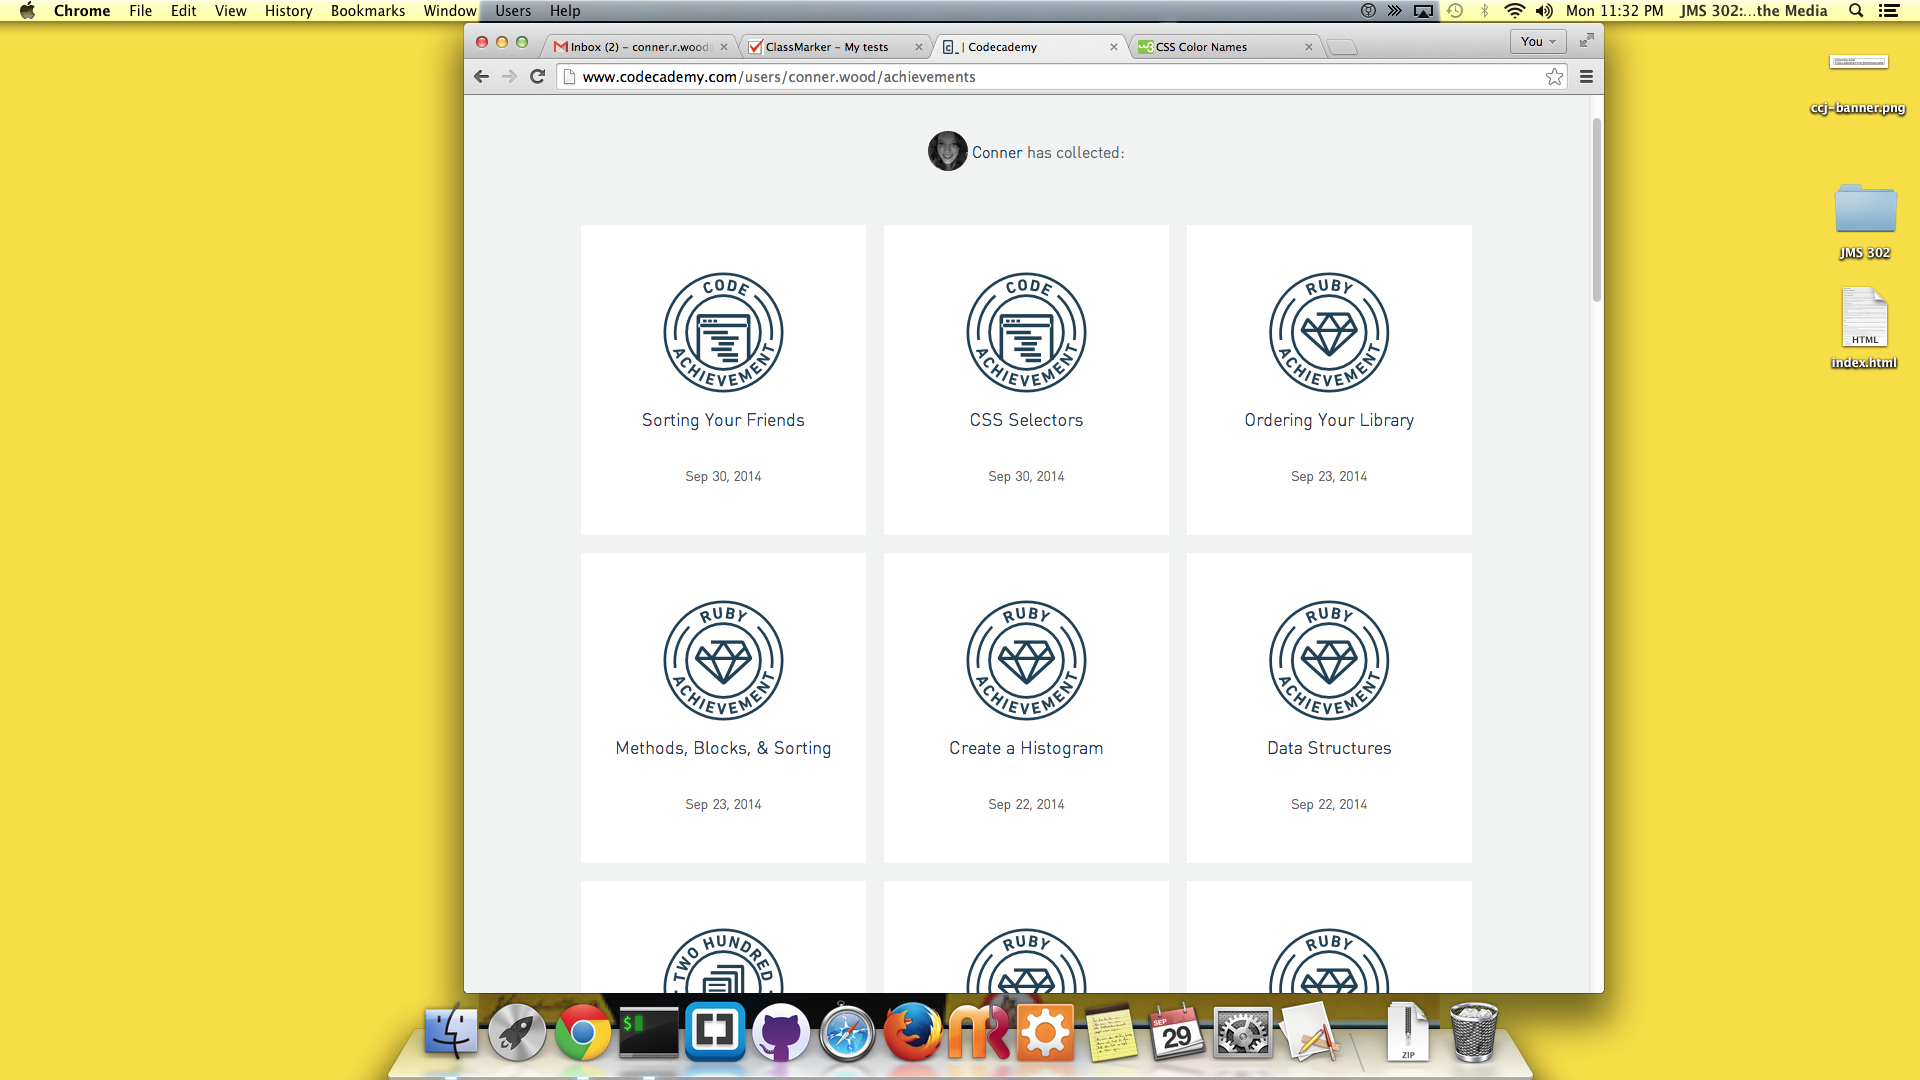 Chrome File Edit View History Bookmarks Window Users Help Mon 11:32 PM JMS 302:...the Media
Inbox (2) – conner.r.wood ClassMarker – My tests c_ | Codecademy w3 CSS Color Names You
www.codecademy.com/users/conner.wood/achievements
ccj-banner.png
JMS 302
HTML
index.html
Conner has collected:
CODE ACHIEVEMENT
CODE ACHIEVEMENT
RUBY ACHIEVEMENT
Sorting Your Friends
CSS Selectors
Ordering Your Library
Sep 30, 2014
Sep 30, 2014
Sep 23, 2014
RUBY ACHIEVEMENT
RUBY ACHIEVEMENT
RUBY ACHIEVEMENT
Methods, Blocks, & Sorting
Create a Histogram
Data Structures
Sep 23, 2014
Sep 22, 2014
Sep 22, 2014
TWO HUNDRED
RUBY
RUBY
$
SEP
29
ZIP